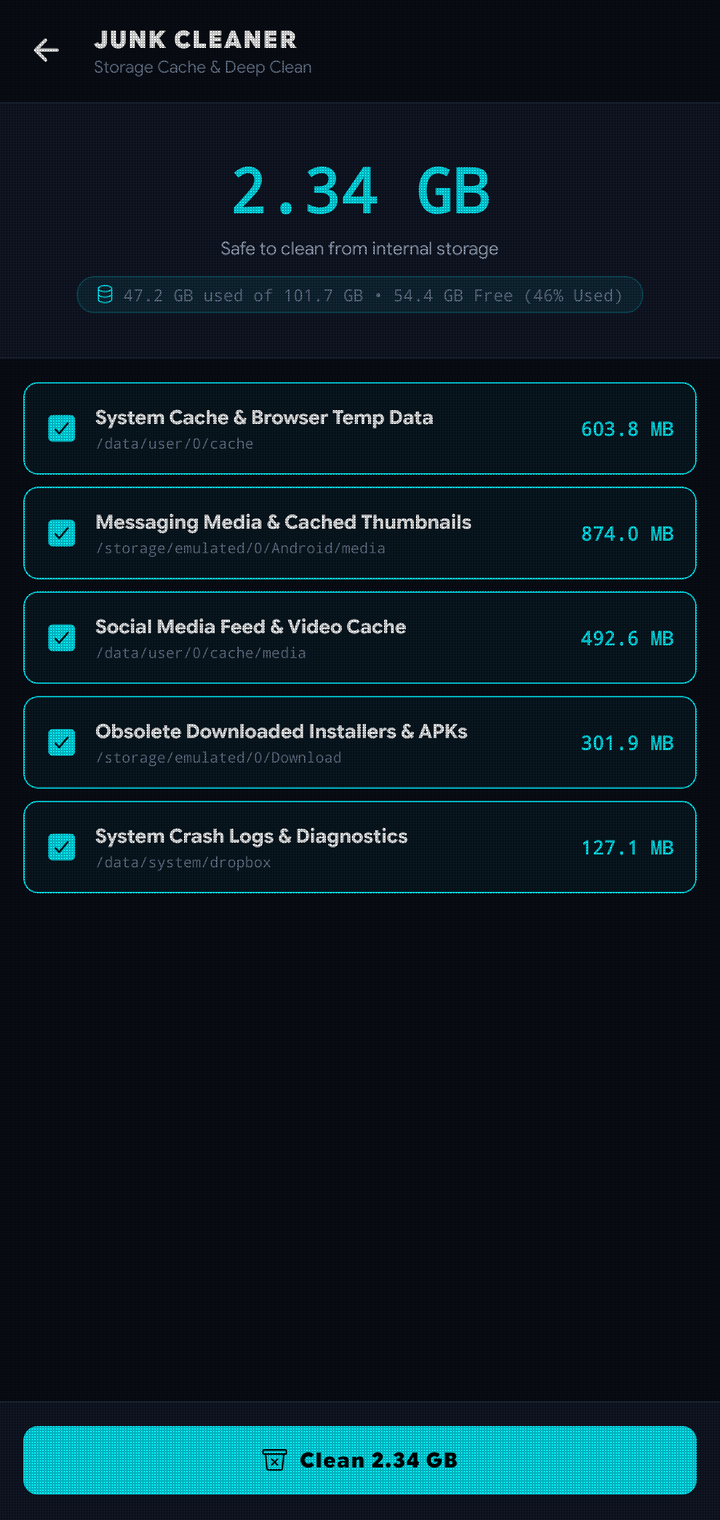 JUNK CLEANER
Storage Cache & Deep Clean
2.34 GB
Safe to clean from internal storage
47.2 GB used of 101.7 GB • 54.4 GB Free (46% Used)
System Cache & Browser Temp Data
/data/user/0/cache
603.8 MB
Messaging Media & Cached Thumbnails
/storage/emulated/0/Android/media
874.0 MB
Social Media Feed & Video Cache
/data/user/0/cache/media
492.6 MB
Obsolete Downloaded Installers & APKs
/storage/emulated/0/Download
301.9 MB
System Crash Logs & Diagnostics
/data/system/dropbox
127.1 MB
Clean 2.34 GB